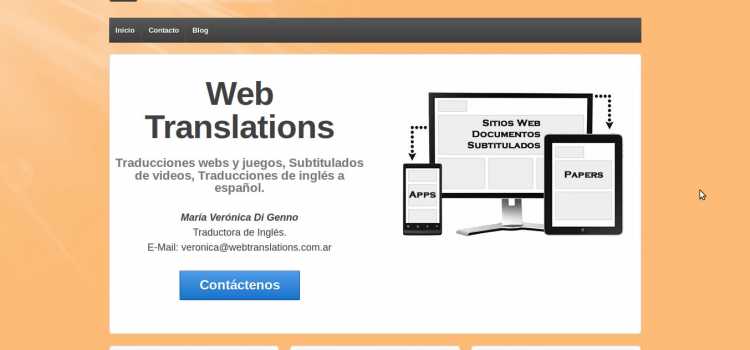 Inicio Contacto Blog
Web
Translations
Traducciones webs y juegos, Subtitulados
de videos, Traducciones de inglés a
español.
María Verónica Di Genno
Traductora de Inglés.
E-Mail: veronica@webtranslations.com.ar
Contáctenos
Sitios Web
Documentos
Subtitulados
Apps
Papers